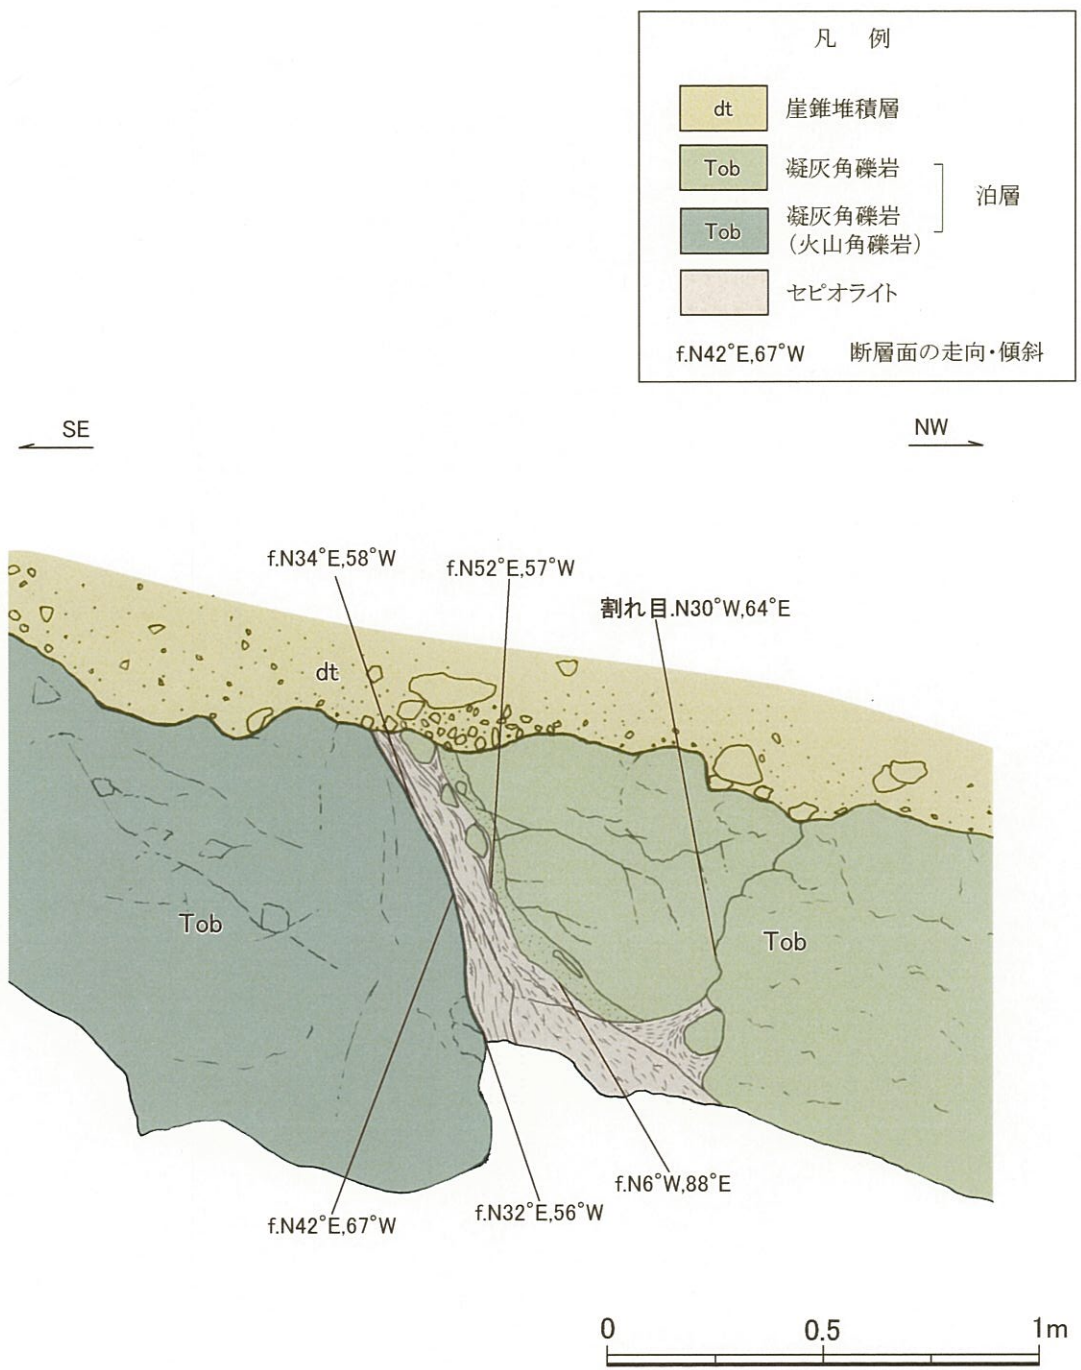 凡 例
dt 崖錐堆積層
Tob 凝灰角礫岩
泊層
Tob 凝灰角礫岩
(火山角礫岩)
セピオライト
f.N42°E,67°W 断層面の走向・傾斜
SE
NW
f.N34°E,58°W
f.N52°E,57°W
割れ目.N30°W,64°E
dt
Tob
Tob
f.N6°W,88°E
f.N32°E,56°W
f.N42°E,67°W
0 0.5 1m